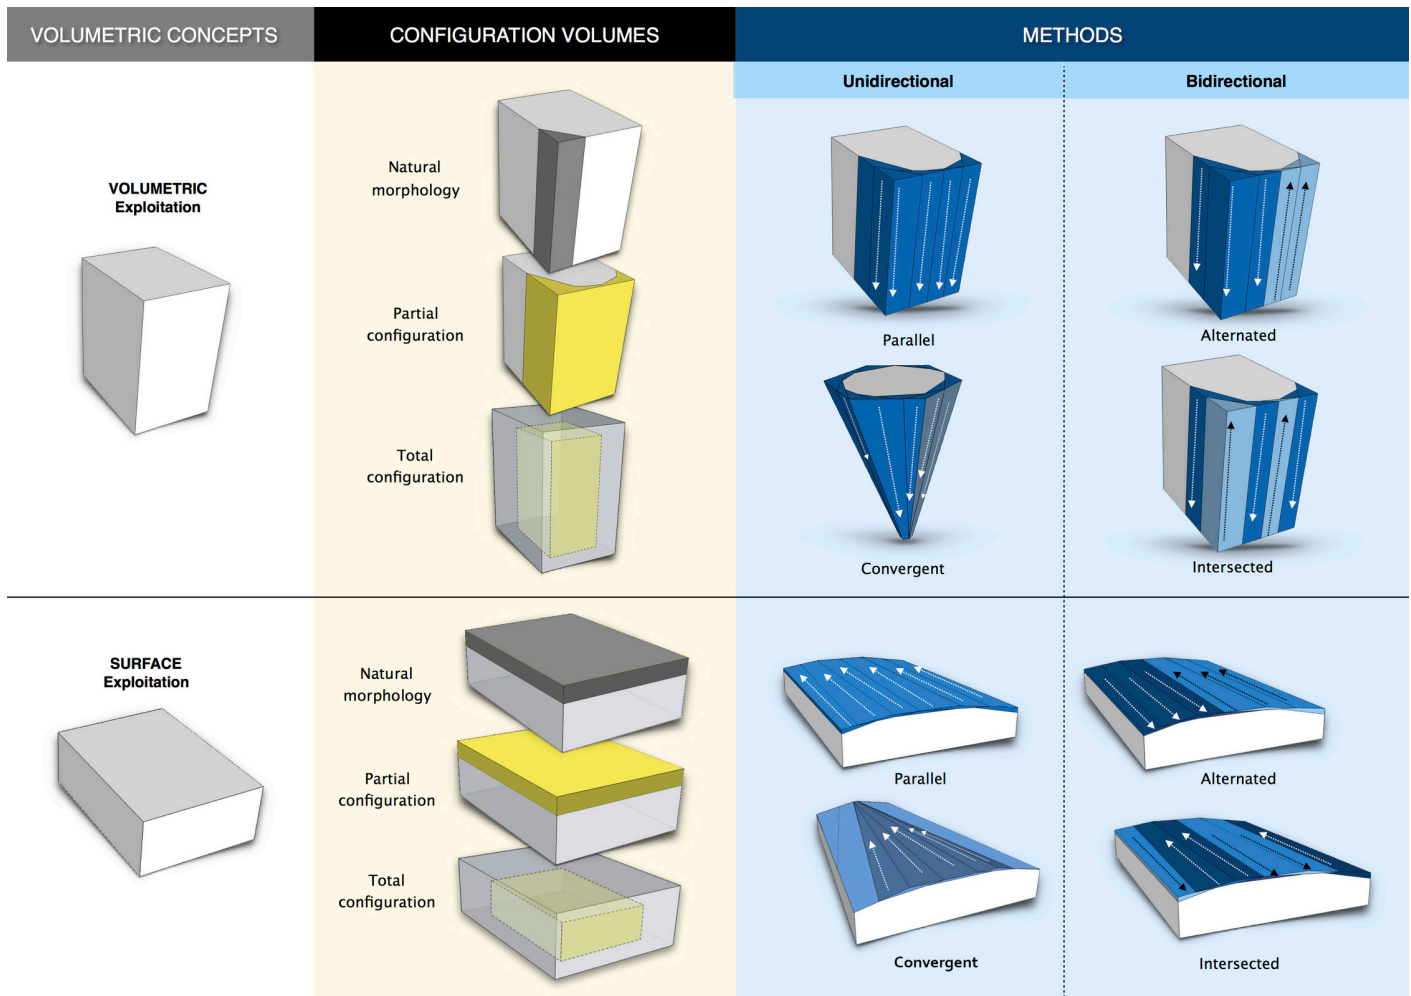 VOLUMETRIC CONCEPTS
CONFIGURATION VOLUMES
METHODS
Unidirectional
Bidirectional
VOLUMETRIC
Exploitation
Natural
morphology
Partial
configuration
Total
configuration
Parallel
Alternated
Convergent
Intersected
SURFACE
Exploitation
Natural
morphology
Partial
configuration
Total
configuration
Parallel
Alternated
Convergent
Intersected